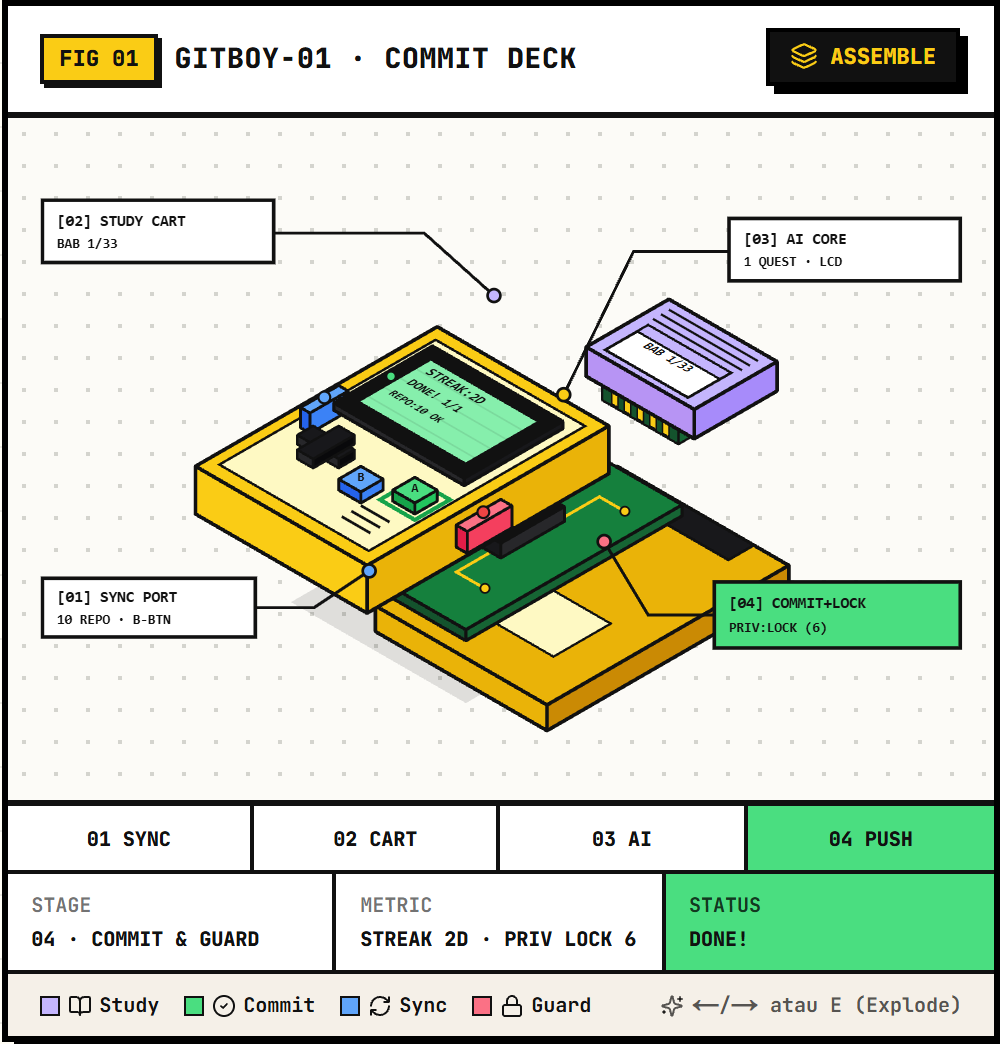 FIG 01
GITBOY-01 · COMMIT DECK
ASSEMBLE
[02] STUDY CART
BAB 1/33
[03] AI CORE
1 QUEST · LCD
BAB 1/33
STREAK:2D
DONE! 1/1
REPO:10 OK
B
A
[01] SYNC PORT
10 REPO · B-BTN
[04] COMMIT+LOCK
PRIV:LOCK (6)
01 SYNC
02 CART
03 AI
04 PUSH
STAGE
04 · COMMIT & GUARD
METRIC
STREAK 2D · PRIV LOCK 6
STATUS
DONE!
Study
Commit
Sync
Guard
←/→ atau E (Explode)